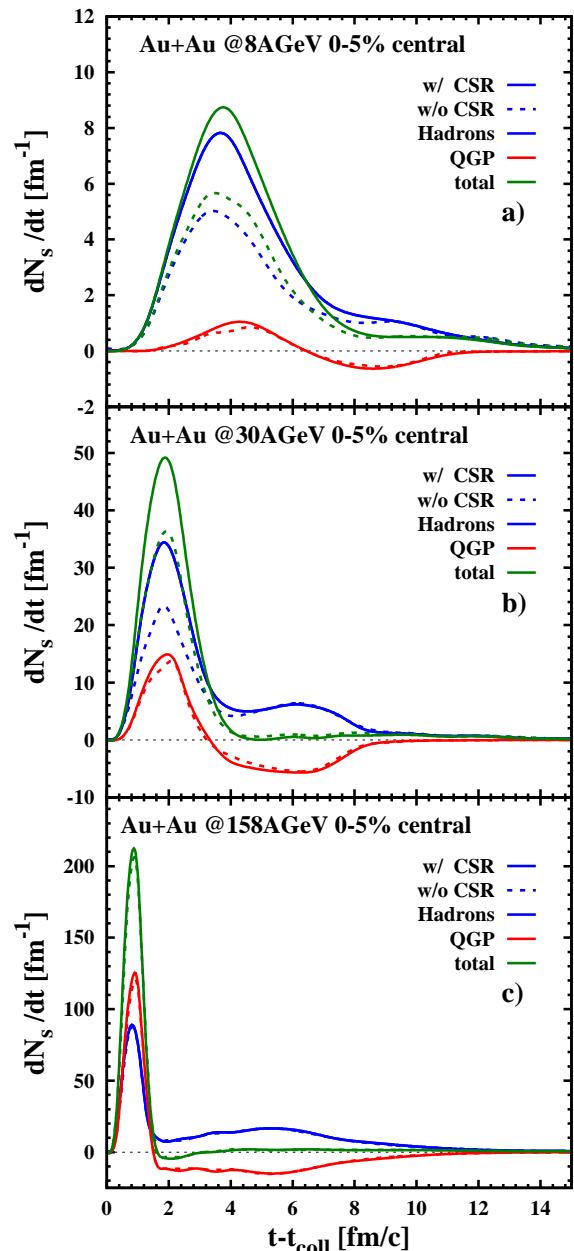 Au+Au @8AGeV 0-5% central
w/ CSR
w/o CSR
Hadrons
QGP
total
a)
dN_s /dt [fm^-1]
12
10
8
6
4
2
0
-2
Au+Au @30AGeV 0-5% central
w/ CSR
w/o CSR
Hadrons
QGP
total
b)
dN_s /dt [fm^-1]
50
40
30
20
10
0
-10
Au+Au @158AGeV 0-5% central
w/ CSR
w/o CSR
Hadrons
QGP
total
c)
dN_s /dt [fm^-1]
200
150
100
50
0
0 2 4 6 8 10 12 14
t-t_coll [fm/c]